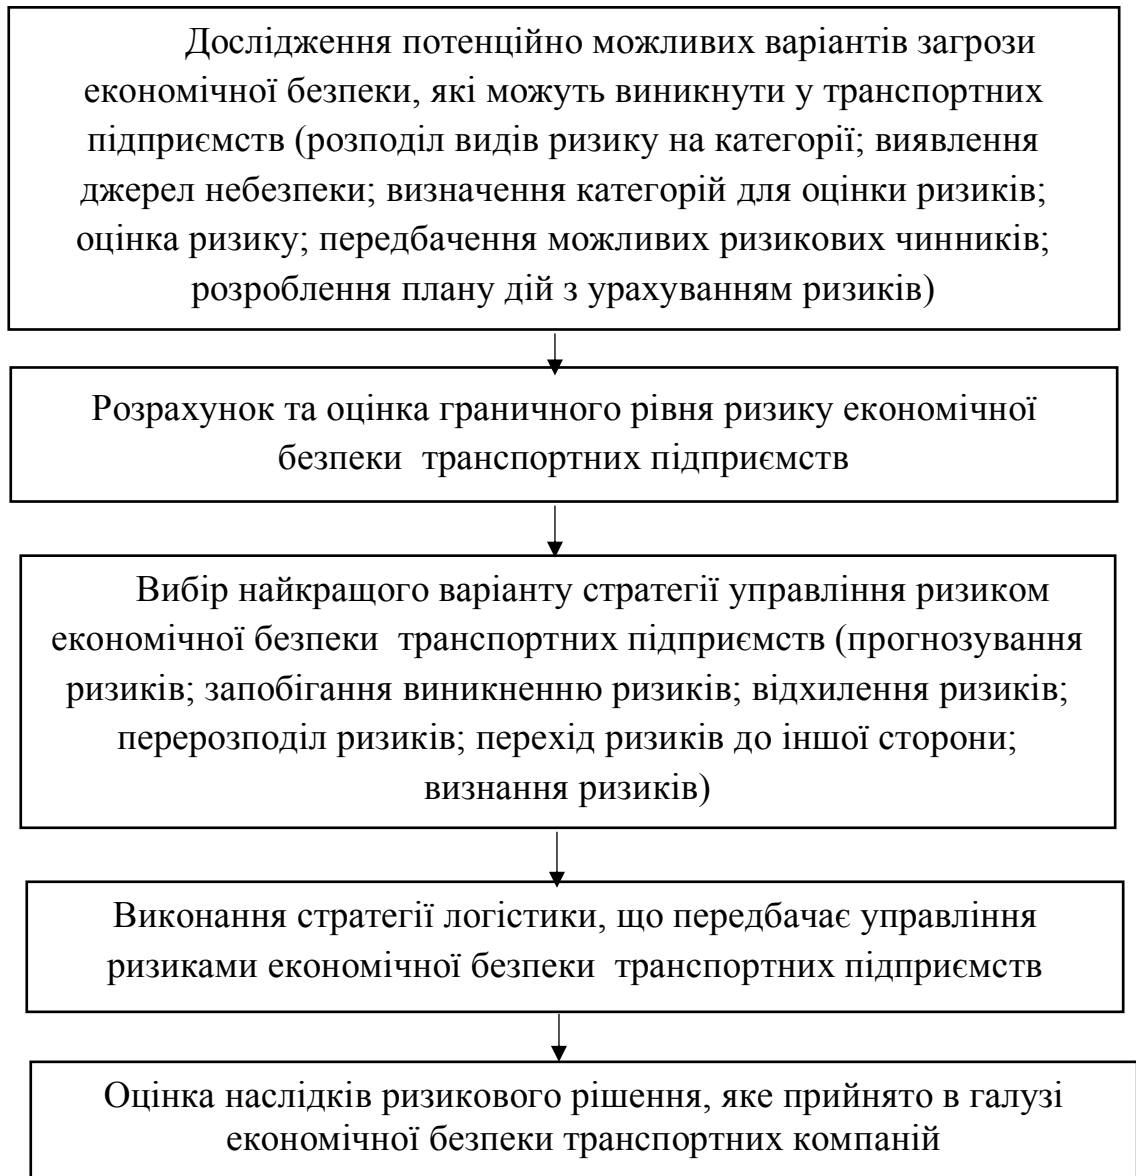 Дослідження потенційно можливих варіантів загрози
економічної безпеки, які можуть виникнути у транспортних
підприємств (розподіл видів ризику на категорії; виявлення
джерел небезпеки; визначення категорій для оцінки ризиків;
оцінка ризику; передбачення можливих ризикових чинників;
розроблення плану дій з урахуванням ризиків)
Розрахунок та оцінка граничного рівня ризику економічної
безпеки  транспортних підприємств
Вибір найкращого варіанту стратегії управління ризиком
економічної безпеки  транспортних підприємств (прогнозування
ризиків; запобігання виникненню ризиків; відхилення ризиків;
перерозподіл ризиків; перехід ризиків до іншої сторони;
визнання ризиків)
Виконання стратегії логістики, що передбачає управління
ризиками економічної безпеки  транспортних підприємств
Оцінка наслідків ризикового рішення, яке прийнято в галузі
економічної безпеки транспортних компаній